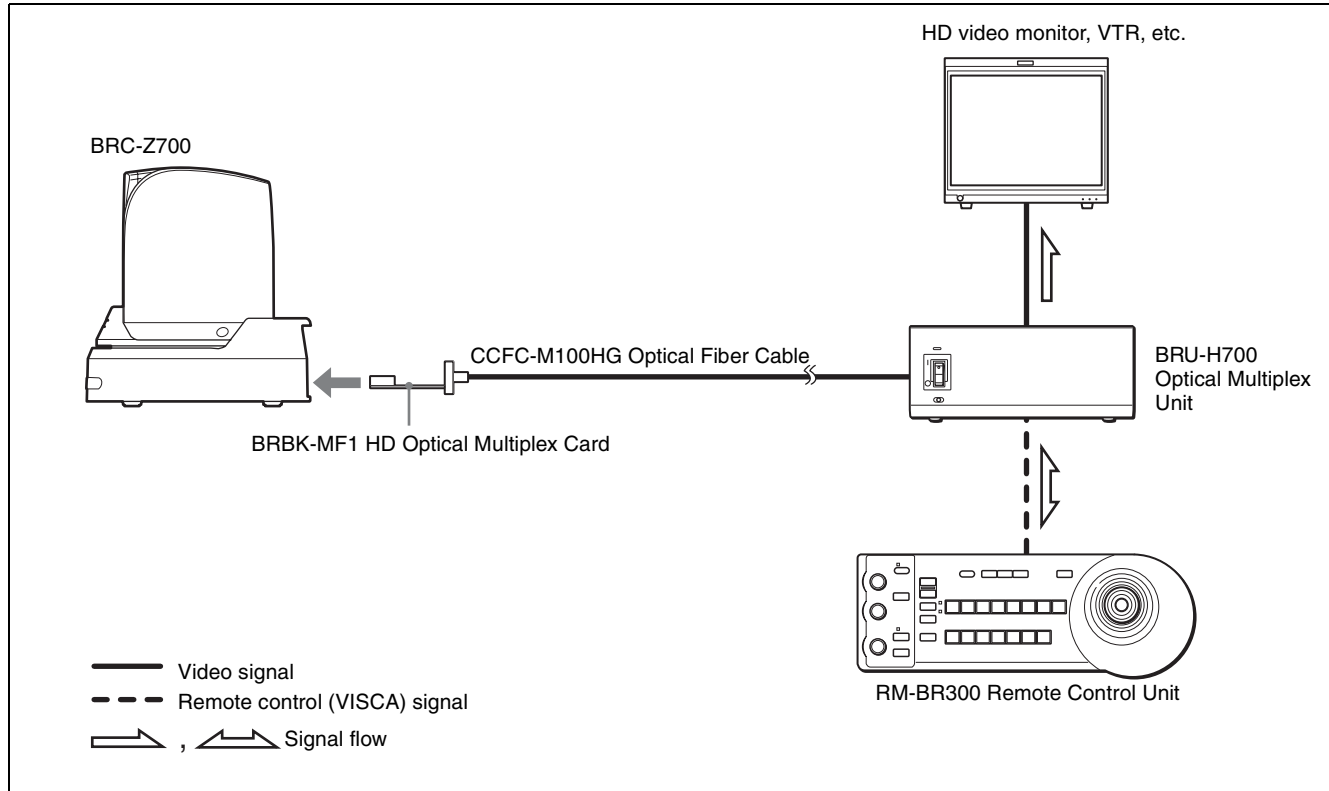 HD video monitor, VTR, etc.
BRC-Z700
CCFC-M100HG Optical Fiber Cable
BRU-H700
Optical Multiplex
Unit
BRBK-MF1 HD Optical Multiplex Card
Video signal
Remote control (VISCA) signal
, Signal flow
RM-BR300 Remote Control Unit